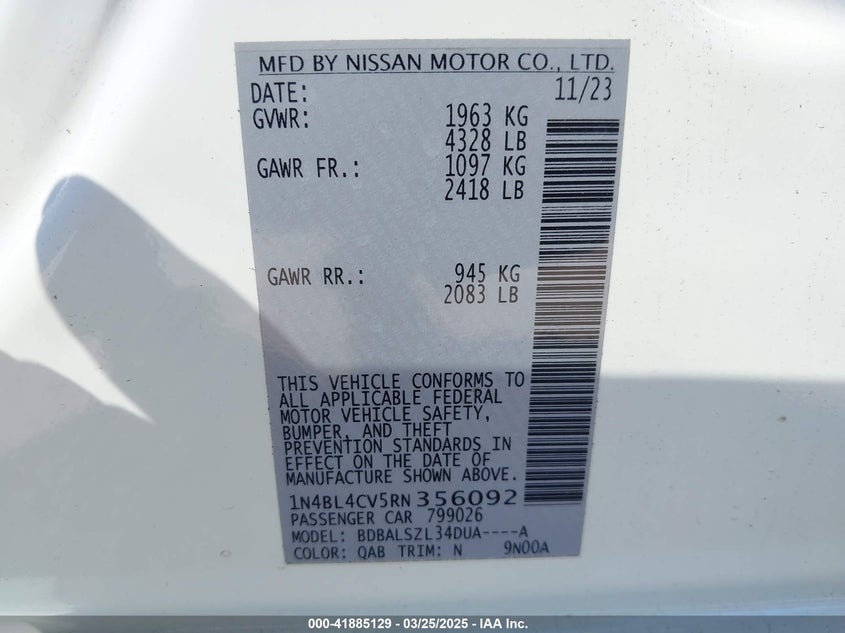 MFD BY NISSAN MOTOR CO., LTD.
DATE: 11/23
GVWR: 1963 KG
4328 LB
GAWR FR.: 1097 KG
2418 LB
GAWR RR.: 945 KG
2083 LB
THIS VEHICLE CONFORMS TO
ALL APPLICABLE FEDERAL
MOTOR VEHICLE SAFETY,
BUMPER, AND THEFT
PREVENTION STANDARDS IN
EFFECT ON THE DATE OF
MANUFACTURE SHOWN ABOVE.
1N4BL4CV5RN356092
PASSENGER CAR 799026
MODEL: BDBALSZL34DUA----A
COLOR: QAB TRIM: N 9N00A
000-41885129 - 03/25/2025 - IAA Inc.